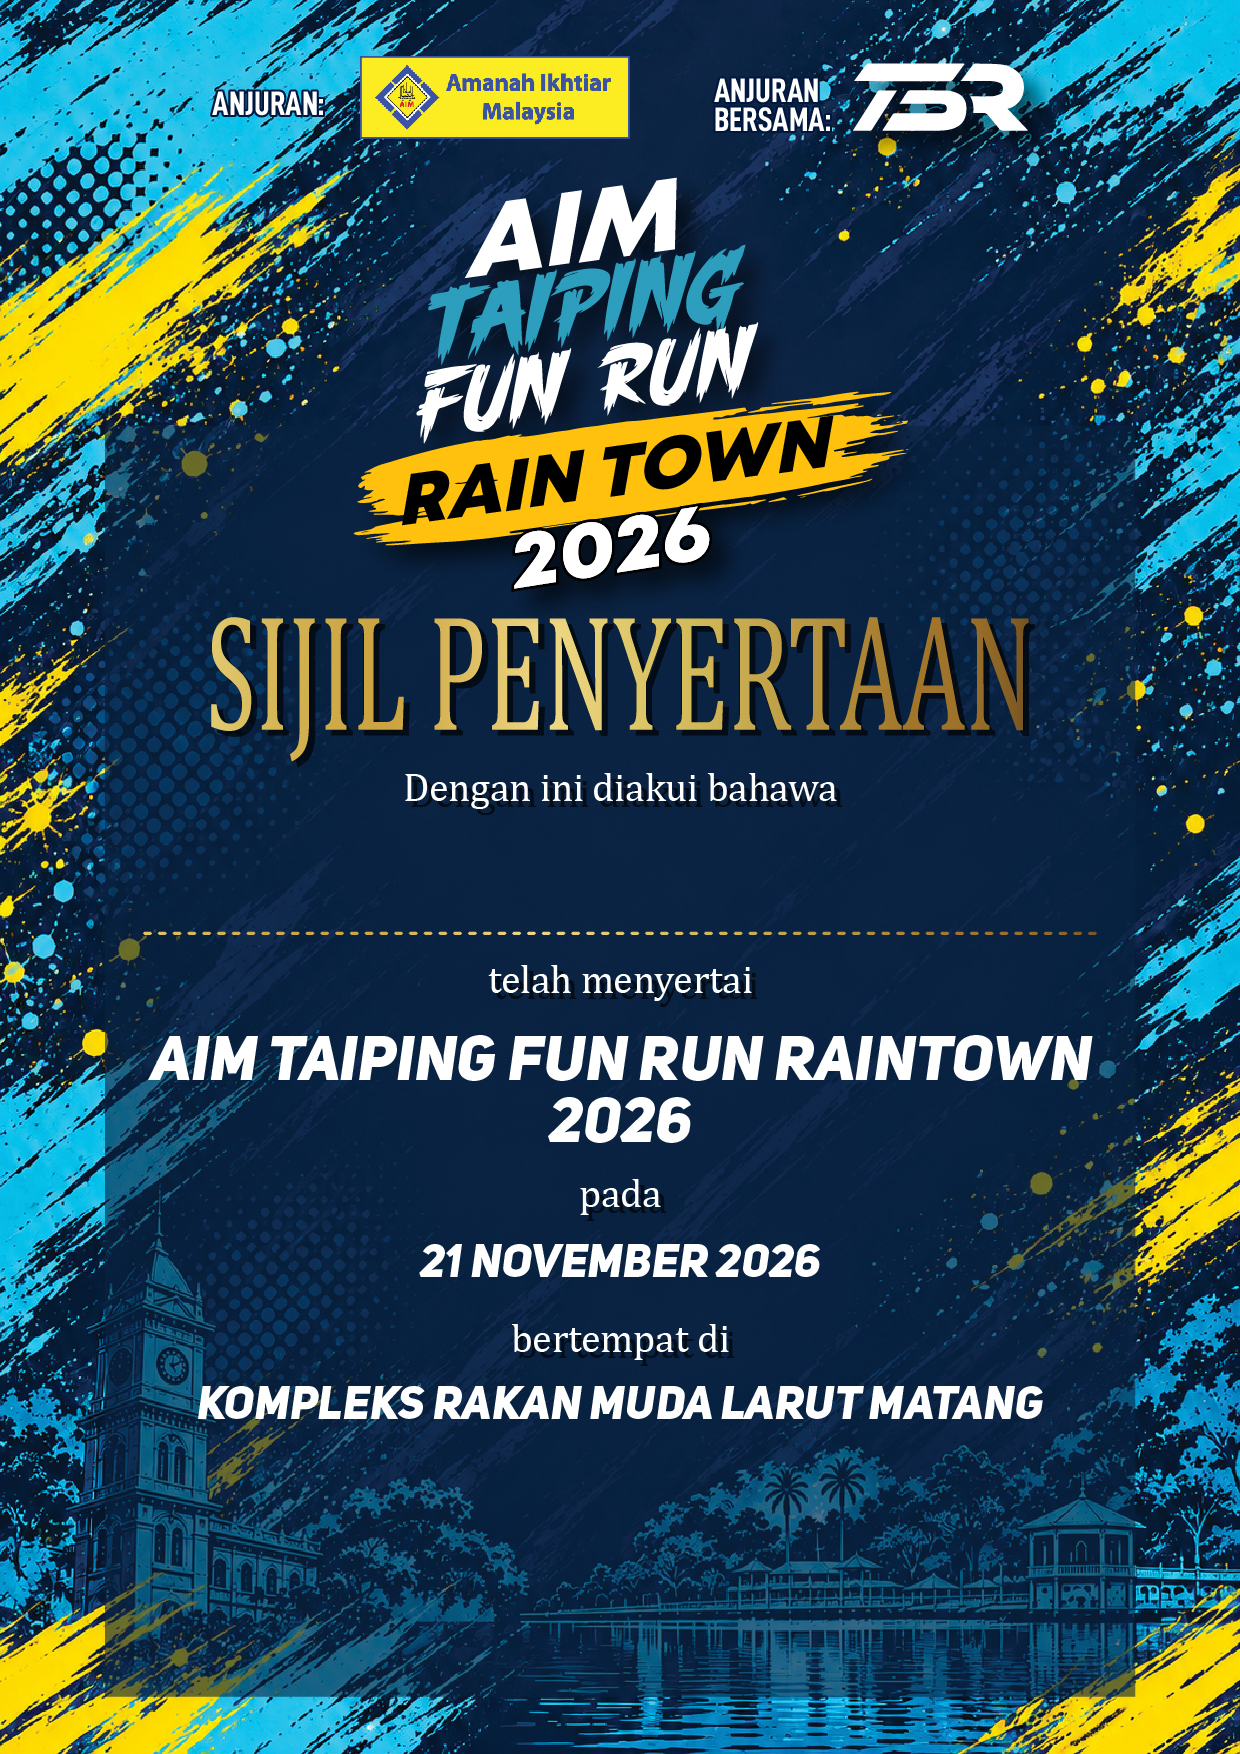 ANJURAN:
Amanah Ikhtiar
Malaysia
AIM
ANJURAN
BERSAMA:
TBR
AIM
TAIPING
FUN RUN
RAIN TOWN
2026
SIJIL PENYERTAAN
Dengan ini diakui bahawa
telah menyertai
AIM TAIPING FUN RUN RAINTOWN
2026
pada
21 NOVEMBER 2026
bertempat di
KOMPLEKS RAKAN MUDA LARUT MATANG